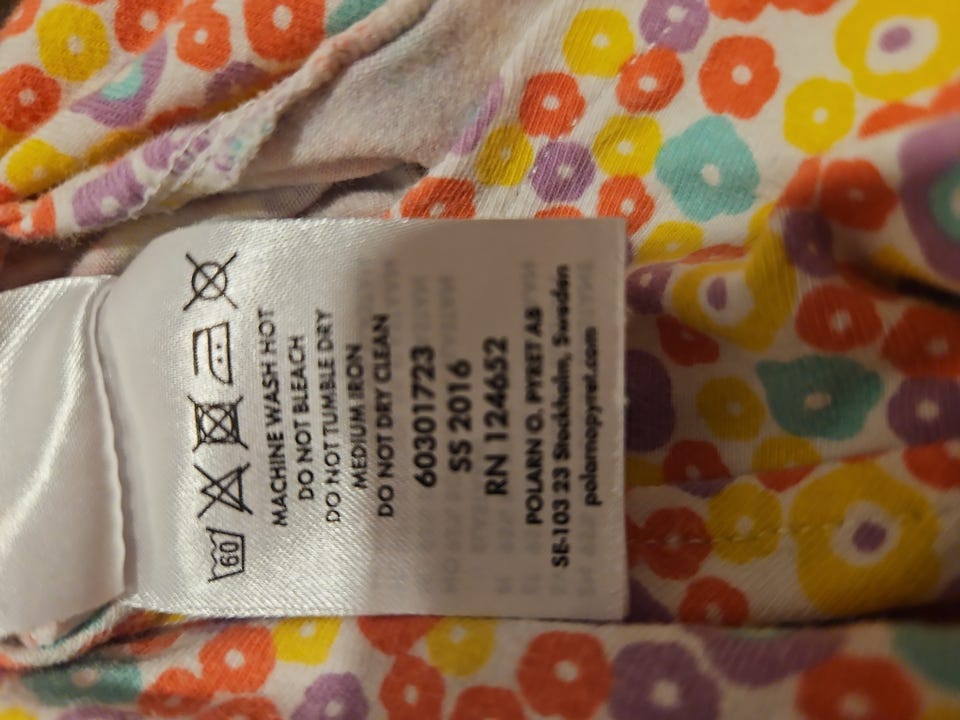 60
MACHINE WASH HOT
DO NOT BLEACH
DO NOT TUMBLE DRY
MEDIUM IRON
DO NOT DRY CLEAN
60301723
SS 2016
RN 124652
POLARN O. PYRET AB
SE-103 23 Stockholm, Sweden
polarnopyret.com